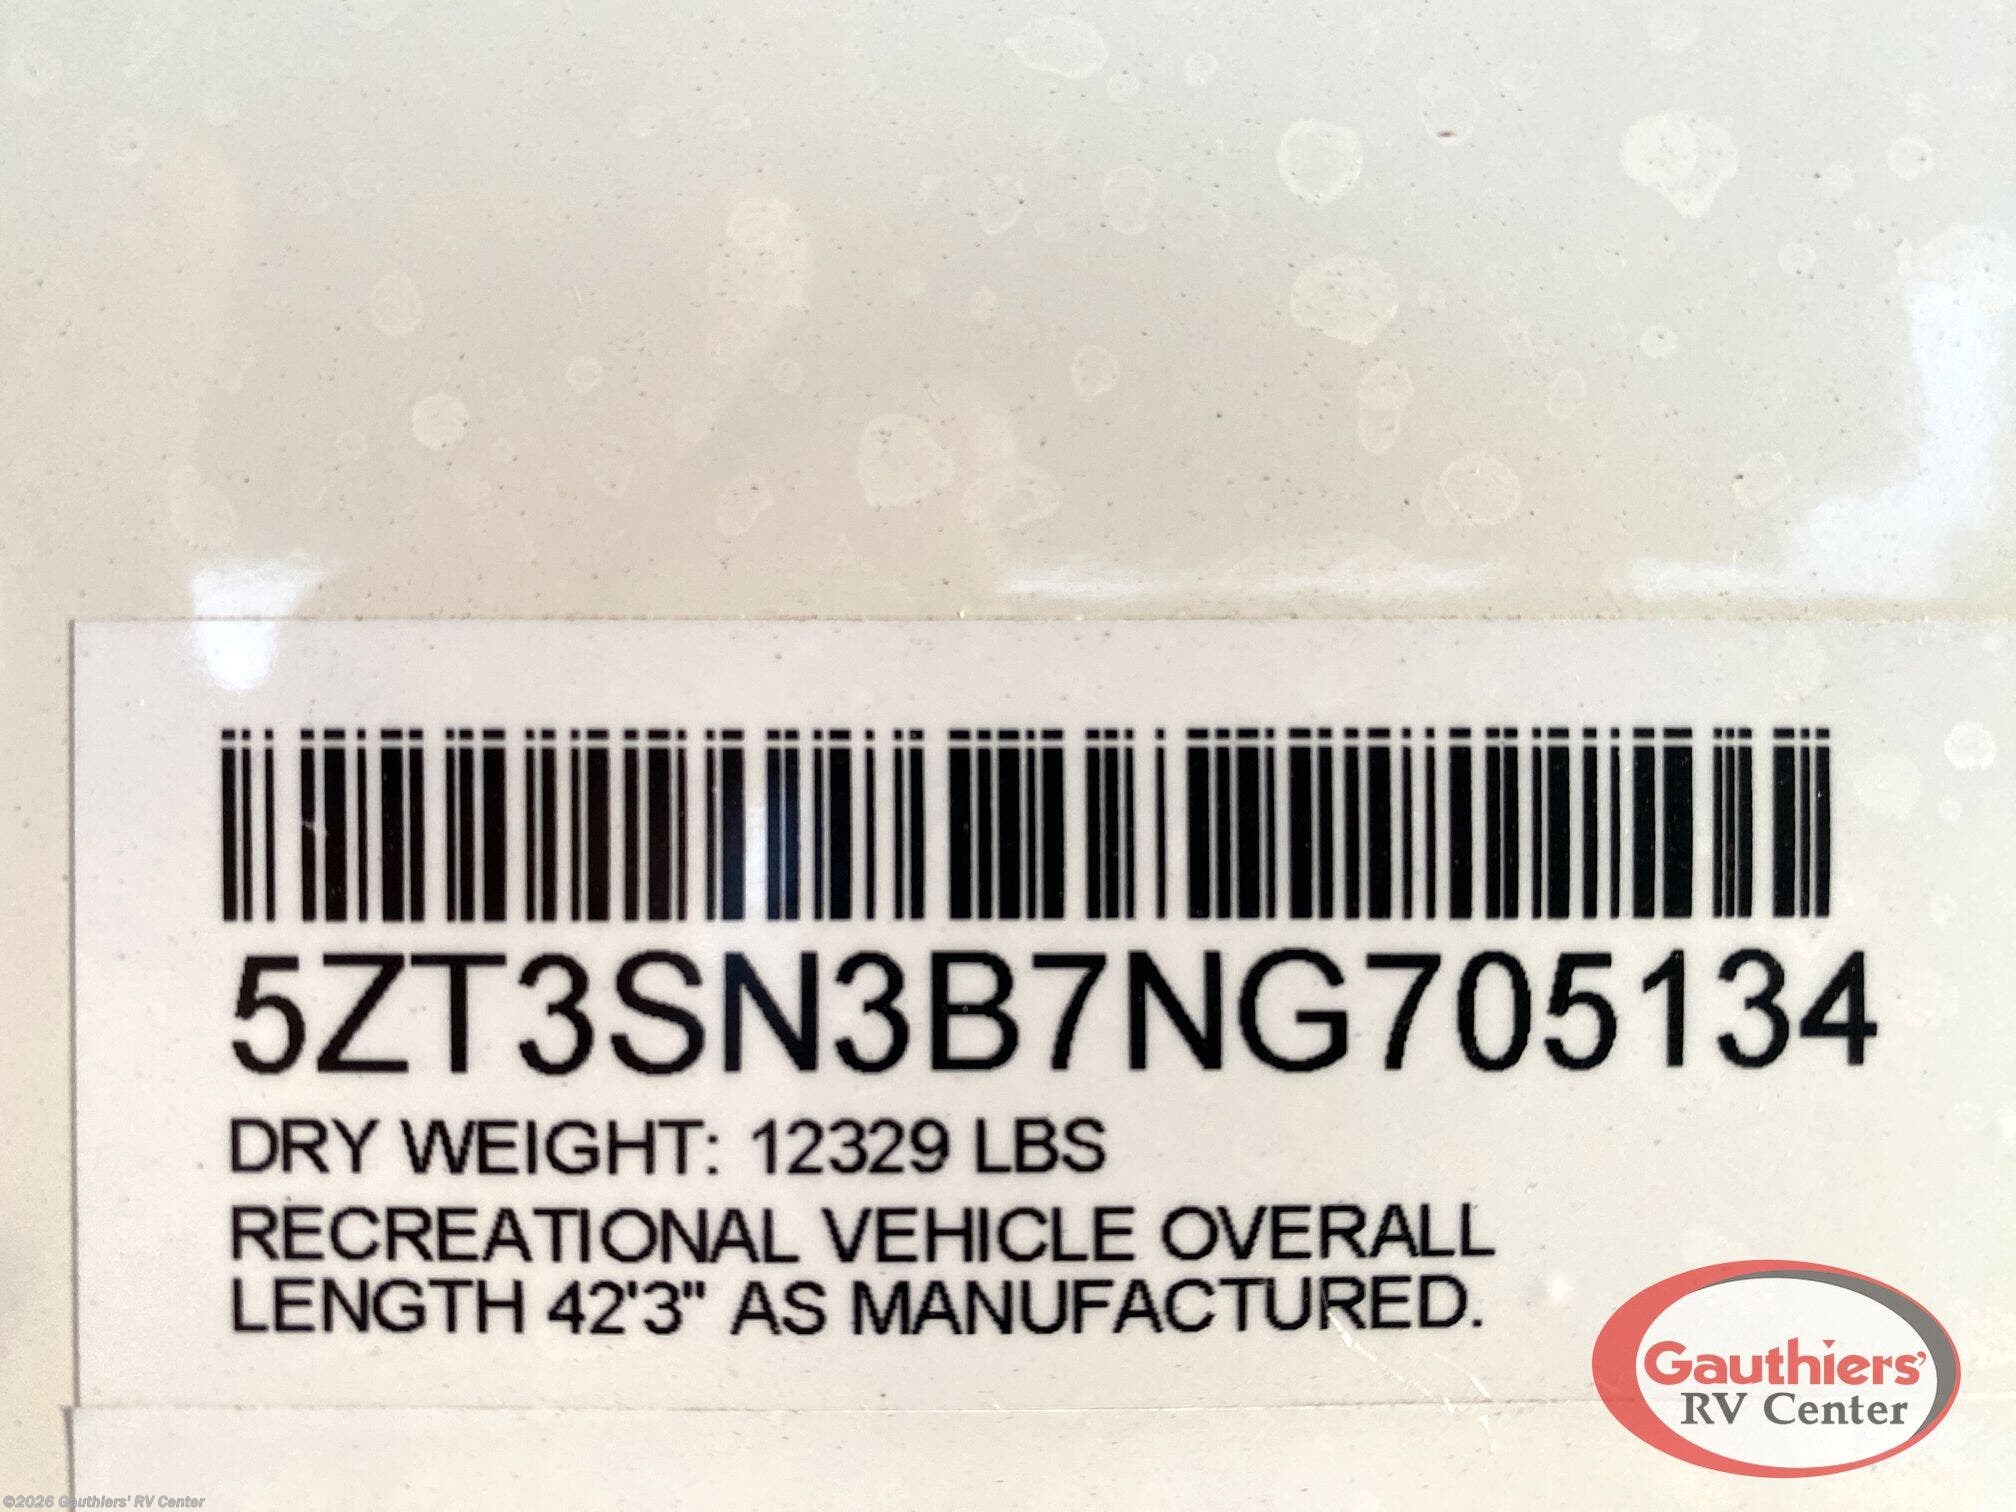 5ZT3SN3B7NG705134
DRY WEIGHT: 12329 LBS
RECREATIONAL VEHICLE OVERALL
LENGTH 42'3" AS MANUFACTURED.
Gauthiers'
RV Center
©2026 Gauthiers' RV Center